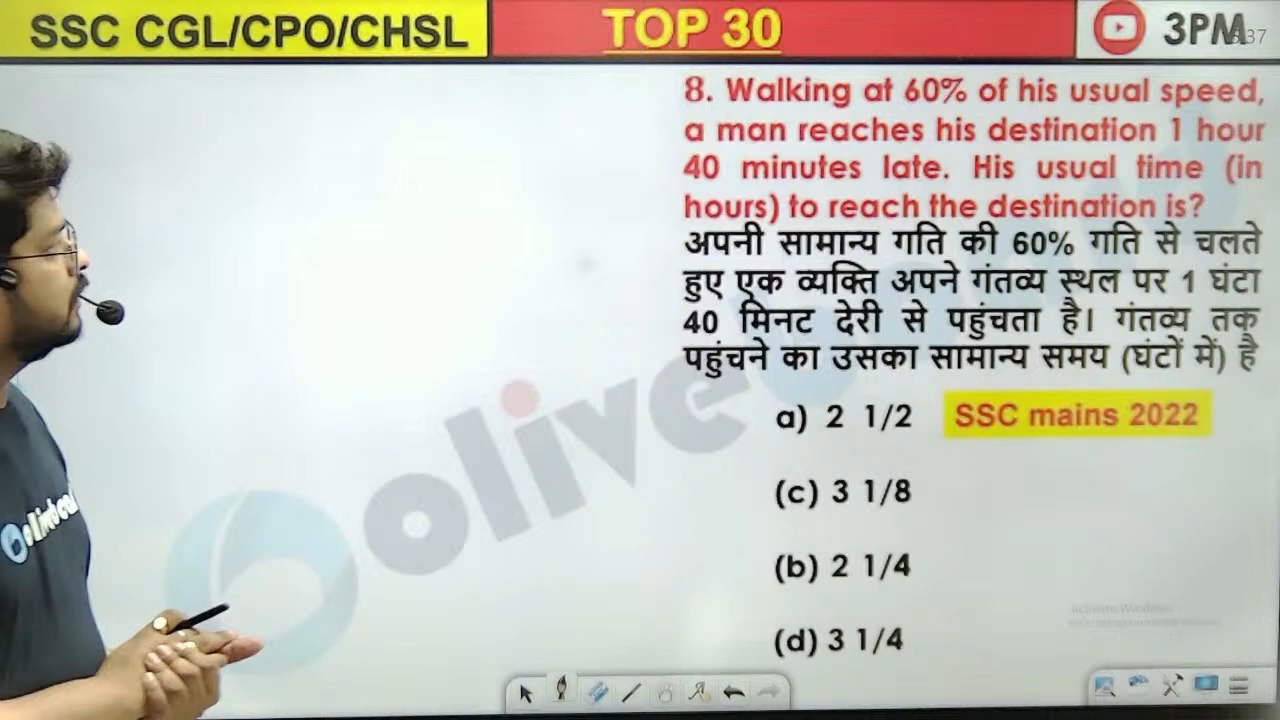 SSC CGL/CPO/CHSL
TOP 30
3PM
8. Walking at 60% of his usual speed,
a man reaches his destination 1 hour
40 minutes late. His usual time (in
hours) to reach the destination is?
अपनी सामान्य गति की 60% गति से चलते
हुए एक व्यक्ति अपने गंतव्य स्थल पर 1 घंटा
40 मिनट देरी से पहुंचता है। गंतव्य तक
पहुंचने का उसका सामान्य समय (घंटों में) है
a) 2 1/2
SSC mains 2022
(c) 3 1/8
(b) 2 1/4
(d) 3 1/4
olive
Activate Windows